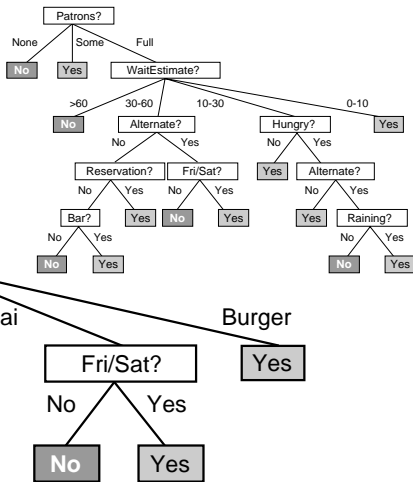 Patrons?
None Some Full
No Yes WaitEstimate?
>60 30-60 10-30 0-10
No Alternate? Hungry? Yes
No Yes No Yes
Reservation? Fri/Sat? Yes Alternate?
No Yes No Yes No Yes
Bar? Yes No Yes Yes Raining?
No Yes No Yes
No Yes No Yes
ai Burger
Fri/Sat? Yes
No Yes
No Yes